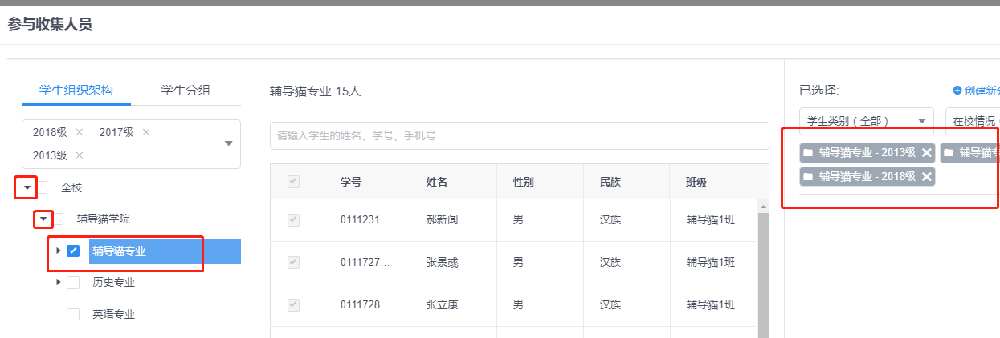 参与收集人员
学生组织架构 学生分组
2018级 × 2017级 ×
2013级 ×
全校
辅导猫学院
辅导猫专业
历史专业
英语专业
辅导猫专业 15人
请输入学生的姓名、学号、手机号
学号 姓名 性别 民族 班级
0111231... 郝新闻 男 汉族 辅导猫1班
0111727... 张景彧 男 汉族 辅导猫1班
0111728... 张立康 男 汉族 辅导猫1班
已选择: 创建新分
学生类别（全部） 在校情况（
辅导猫专业 - 2013级 × 辅导猫专
辅导猫专业 - 2018级 ×